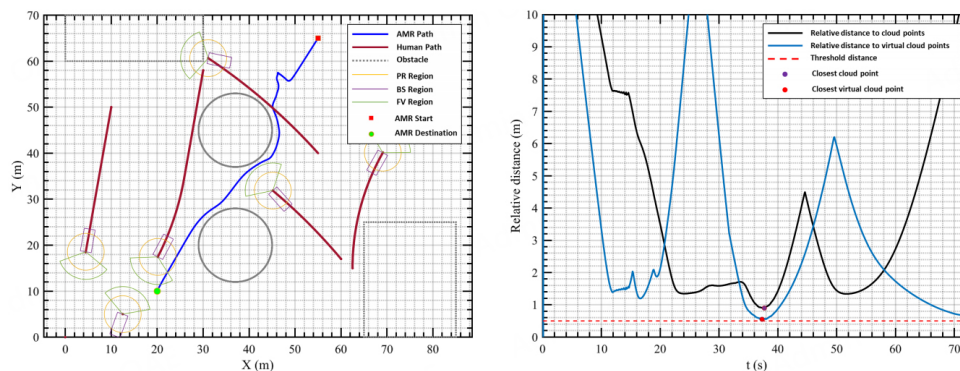 70
60
50
40
30
20
10
0
Y (m)
0
10
20
30
40
50
60
70
80
X (m)
AMR Path
Human Path
Obstacle
PR Region
BS Region
FV Region
AMR Start
AMR Destination
10
9
8
7
6
5
4
3
2
1
0
Relative distance (m)
0
10
20
30
40
50
60
70
t (s)
Relative distance to cloud points
Relative distance to virtual cloud points
Threshold distance
Closest cloud point
Closest virtual cloud point